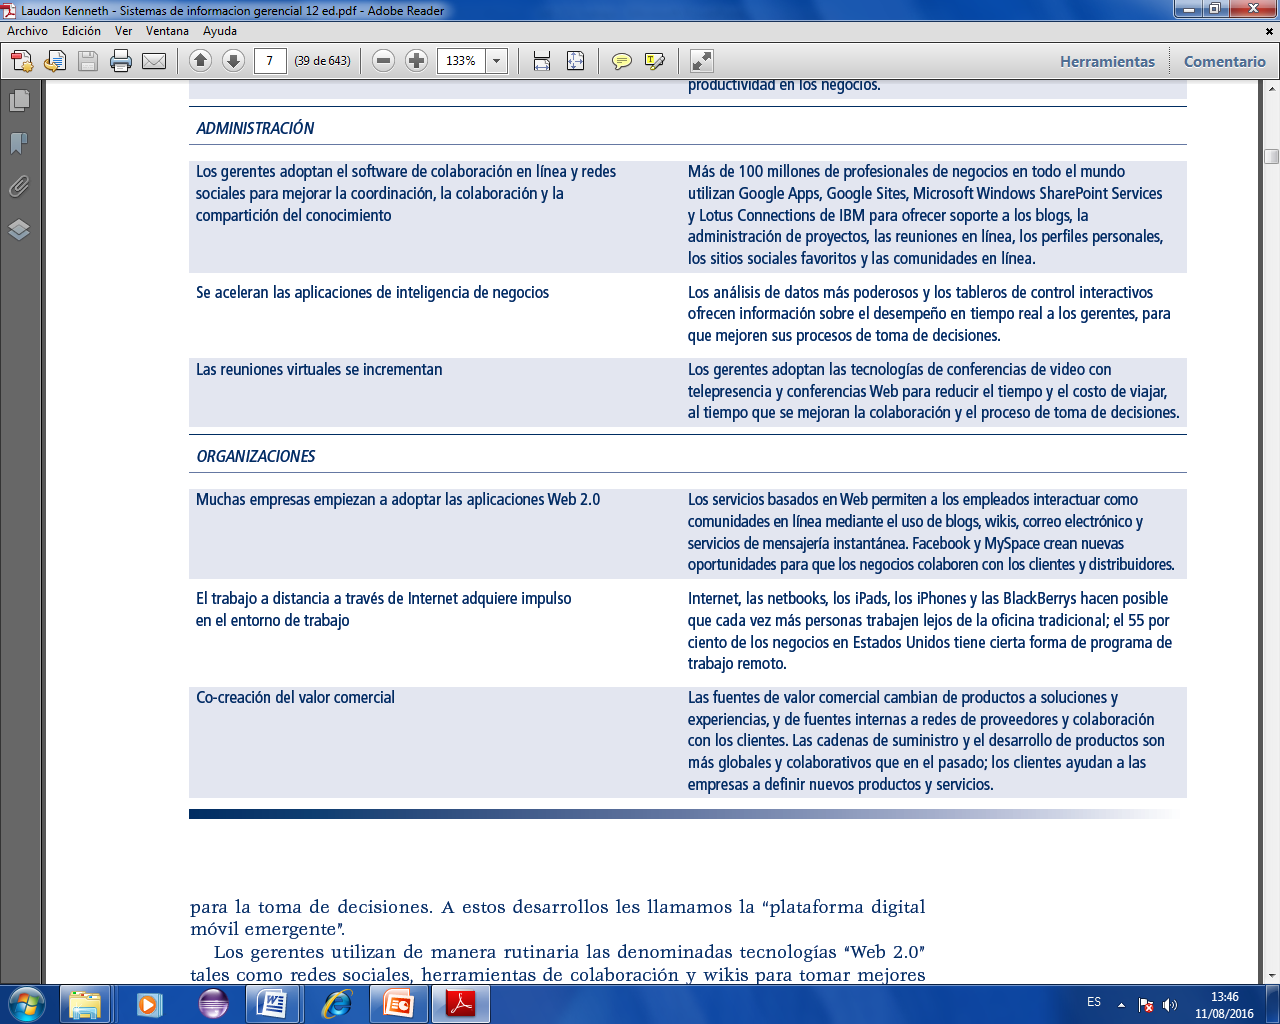 Laudon Kenneth - Sistemas de informacion gerencial 12 ed.pdf - Adobe Reader
Archivo Edición Ver Ventana Ayuda
7 (39 de 643) 133% Herramientas Comentario
productividad en los negocios.
ADMINISTRACIÓN
Los gerentes adoptan el software de colaboración en línea y redes
sociales para mejorar la coordinación, la colaboración y la
compartición del conocimiento
Más de 100 millones de profesionales de negocios en todo el mundo
utilizan Google Apps, Google Sites, Microsoft Windows SharePoint Services
y Lotus Connections de IBM para ofrecer soporte a los blogs, la
administración de proyectos, las reuniones en línea, los perfiles personales,
los sitios sociales favoritos y las comunidades en línea.
Se aceleran las aplicaciones de inteligencia de negocios
Los análisis de datos más poderosos y los tableros de control interactivos
ofrecen información sobre el desempeño en tiempo real a los gerentes, para
que mejoren sus procesos de toma de decisiones.
Las reuniones virtuales se incrementan
Los gerentes adoptan las tecnologías de conferencias de video con
telepresencia y conferencias Web para reducir el tiempo y el costo de viajar,
al tiempo que se mejoran la colaboración y el proceso de toma de decisiones.
ORGANIZACIONES
Muchas empresas empiezan a adoptar las aplicaciones Web 2.0
Los servicios basados en Web permiten a los empleados interactuar como
comunidades en línea mediante el uso de blogs, wikis, correo electrónico y
servicios de mensajería instantánea. Facebook y MySpace crean nuevas
oportunidades para que los negocios colaboren con los clientes y distribuidores.
El trabajo a distancia a través de Internet adquiere impulso
en el entorno de trabajo
Internet, las netbooks, los iPads, los iPhones y las BlackBerrys hacen posible
que cada vez más personas trabajen lejos de la oficina tradicional; el 55 por
ciento de los negocios en Estados Unidos tiene cierta forma de programa de
trabajo remoto.
Co-creación del valor comercial
Las fuentes de valor comercial cambian de productos a soluciones y
experiencias, y de fuentes internas a redes de proveedores y colaboración
con los clientes. Las cadenas de suministro y el desarrollo de productos son
más globales y colaborativos que en el pasado; los clientes ayudan a las
empresas a definir nuevos productos y servicios.
para la toma de decisiones. A estos desarrollos les llamamos la “plataforma digital
móvil emergente”.
Los gerentes utilizan de manera rutinaria las denominadas tecnologías “Web 2.0”
tales como redes sociales, herramientas de colaboración y wikis para tomar mejores
ES
13:46
11/08/2016